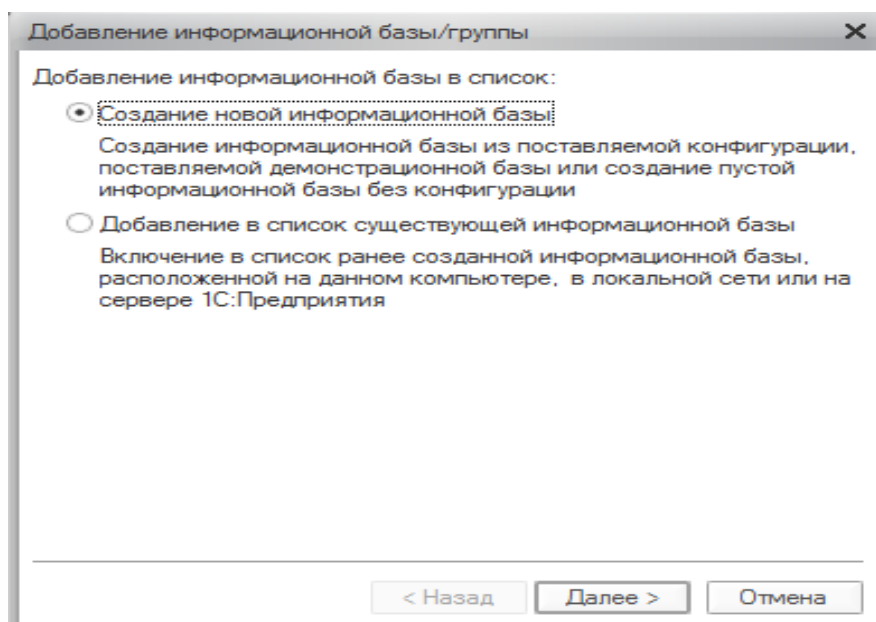 Добавление информационной базы/группы
Добавление информационной базы в список:
Создание новой информационной базы
Создание информационной базы из поставляемой конфигурации,
поставляемой демонстрационной базы или создание пустой
информационной базы без конфигурации
Добавление в список существующей информационной базы
Включение в список ранее созданной информационной базы,
расположенной на данном компьютере, в локальной сети или на
сервере 1С:Предприятия
< Назад
Далее >
Отмена